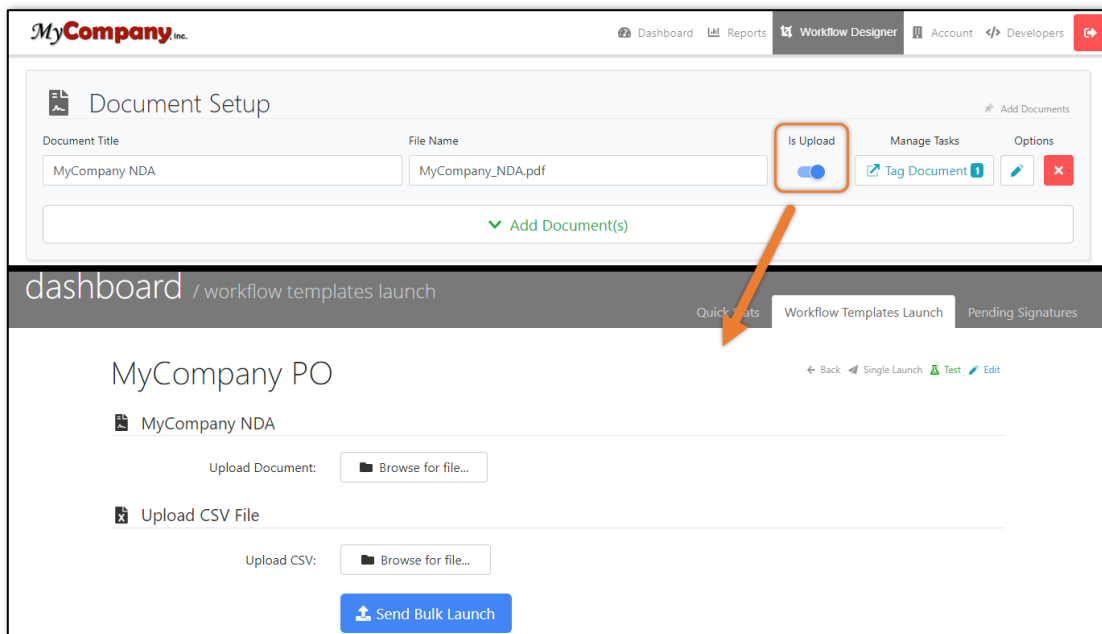 MyCompany, Inc.
Dashboard Reports Workflow Designer Account Developers
Document Setup
Add Documents
Document Title File Name Is Upload Manage Tasks Options
MyCompany NDA MyCompany_NDA.pdf Tag Document 1
Add Document(s)
dashboard / workflow templates launch
Quick Stats Workflow Templates Launch Pending Signatures
MyCompany PO
Back Single Launch Test Edit
MyCompany NDA
Upload Document: Browse for file...
Upload CSV File
Upload CSV: Browse for file...
Send Bulk Launch